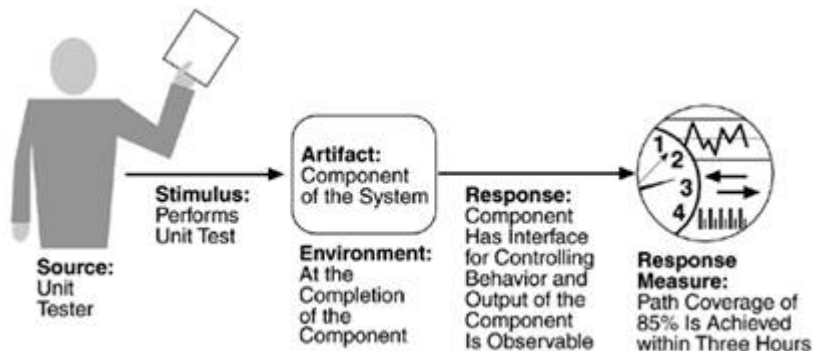 Source:
Unit
Tester
Stimulus:
Performs
Unit Test
Artifact:
Component
of the System
Environment:
At the
Completion
of the
Component
Response:
Component
Has Interface
for Controlling
Behavior and
Output of the
Component
Is Observable
1
2
3
4
Response
Measure:
Path Coverage of
85% Is Achieved
within Three Hours